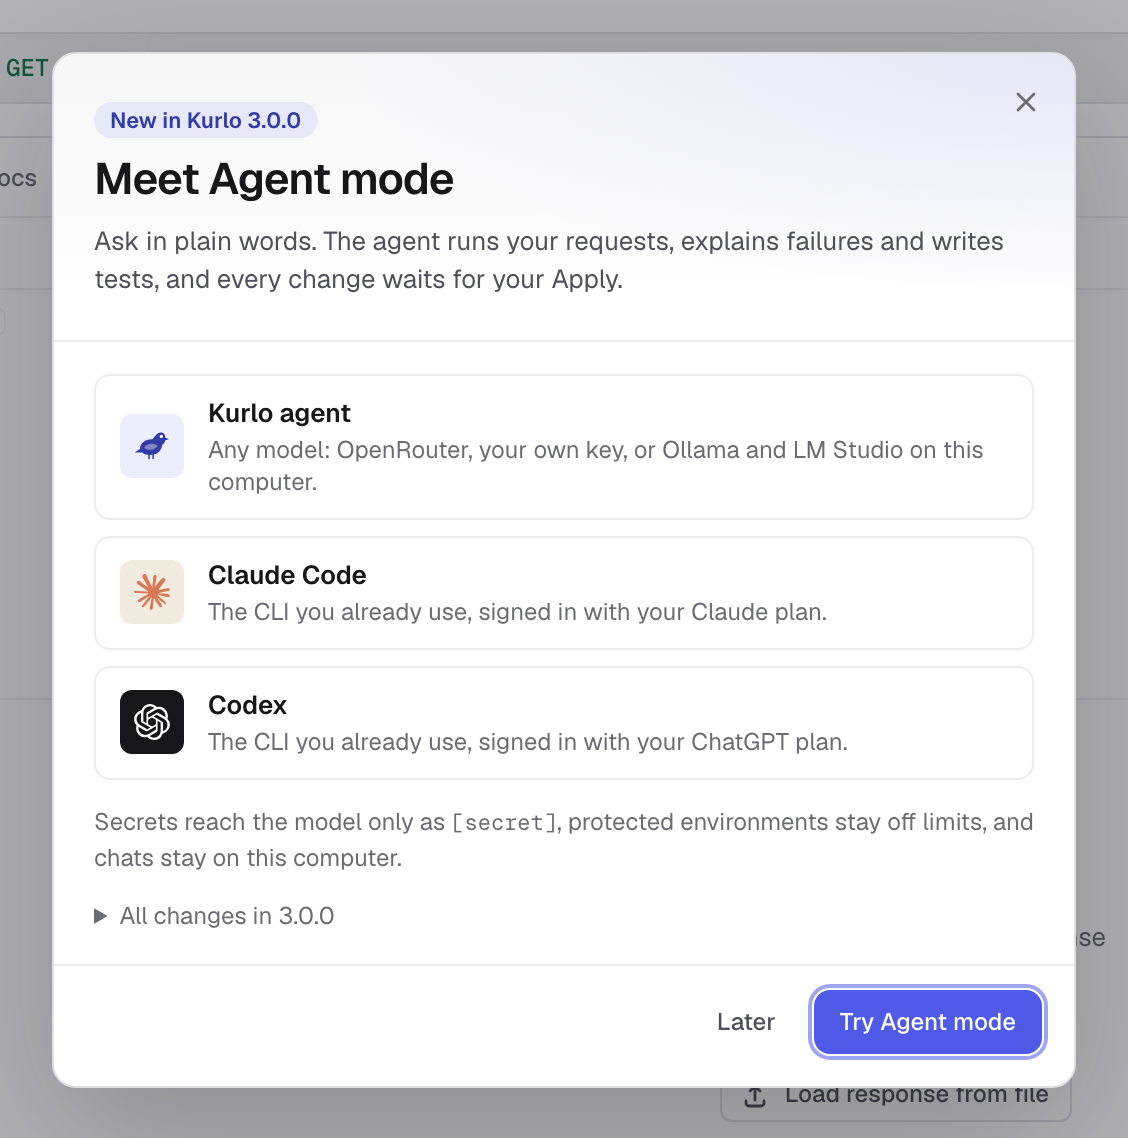 GET
New in Kurlo 3.0.0
Meet Agent mode
ocs
Ask in plain words. The agent runs your requests, explains failures and writes
tests, and every change waits for your Apply.
Kurlo agent
Any model: OpenRouter, your own key, or Ollama and LM Studio on this
computer.
Claude Code
The CLI you already use, signed in with your Claude plan.
Codex
The CLI you already use, signed in with your ChatGPT plan.
Secrets reach the model only as [secret], protected environments stay off limits, and
chats stay on this computer.
All changes in 3.0.0
se
Later
Try Agent mode
Load response from file